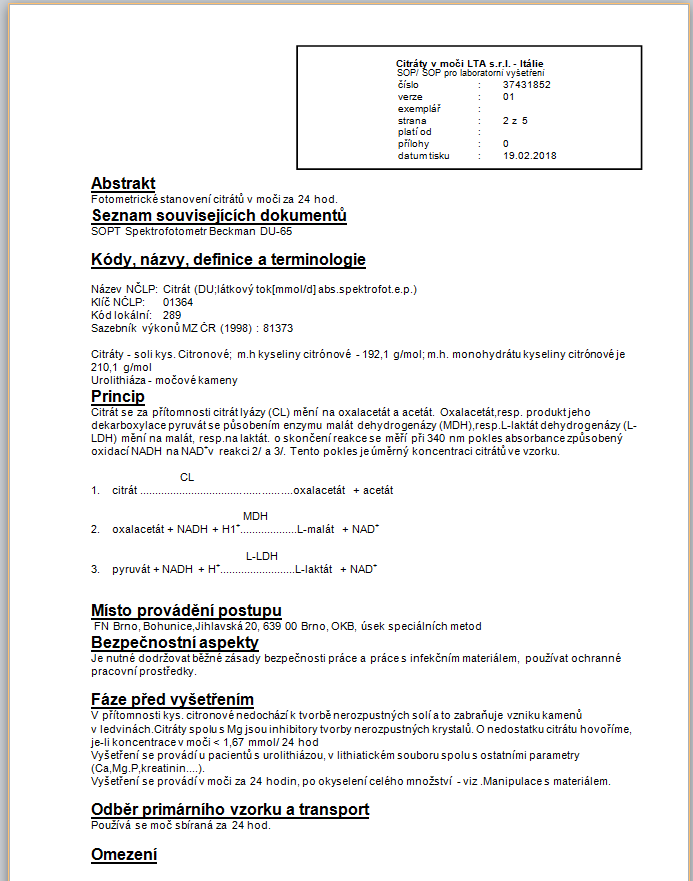 Citráty v moči LTA s.r.l. - Itálie
SOP/ SOP pro laboratorní vyšetření
číslo : 37431852
verze : 01
exemplář :
strana : 2 z 5
platí od :
přílohy : 0
datum tisku : 19.02.2018
Abstrakt
Fotometrické stanovení citrátů v moči za 24 hod.
Seznam souvisejících dokumentů
SOPT Spektrofotometr Beckman DU-65
Kódy, názvy, definice a terminologie
Název NČLP: Citrát (DU;látkový tok[mmol/d] abs.spektrofot.e.p.)
Klíč NČLP: 01364
Kód lokální: 289
Sazebník výkonů MZ ČR (1998) : 81373
Citráty - soli kys. Citronové; m.h kyseliny citrónové - 192,1 g/mol; m.h. monohydrátu kyseliny citrónové je
210,1 g/mol
Urolithiáza - močové kameny
Princip
Citrát se za přítomnosti citrát lyázy (CL) mění na oxalacetát a acetát. Oxalacetát,resp. produkt jeho
dekarboxylace pyruvát se působením enzymu malát dehydrogenázy (MDH),resp.L-laktát dehydrogenázy (L-
LDH) mění na malát, resp.na laktát. o skončení reakce se měří při 340 nm pokles absorbance způsobený
oxidací NADH na NAD⁺v reakci 2/ a 3/. Tento pokles je úměrný koncentraci citrátů ve vzorku.
CL
1. citrát ...................................................oxalacetát + acetát
MDH
2. oxalacetát + NADH + H1⁺...................L-malát + NAD⁺
L-LDH
3. pyruvát + NADH + H⁺.........................L-laktát + NAD⁺
Místo provádění postupu
FN Brno, Bohunice,Jihlavská 20, 639 00 Brno, OKB, úsek speciálních metod
Bezpečnostní aspekty
Je nutné dodržovat běžné zásady bezpečnosti práce a práce s infekčním materiálem, používat ochranné
pracovní prostředky.
Fáze před vyšetřením
V přítomnosti kys. citronové nedochází k tvorbě nerozpustných solí a to zabraňuje vzniku kamenů
v ledvinách.Citráty spolu s Mg jsou inhibitory tvorby nerozpustných krystalů. O nedostatku citrátu hovoříme,
je-li koncentrace v moči < 1,67 mmol/ 24 hod
Vyšetření se provádí u pacientů s urolithiázou, v lithiatickém souboru spolu s ostatními parametry
(Ca,Mg.P,kreatinin....).
Vyšetření se provádí v moči za 24 hodin, po okyselení celého množství - viz .Manipulace s materiálem.
Odběr primárního vzorku a transport
Používá se moč sbíraná za 24 hod.
Omezení